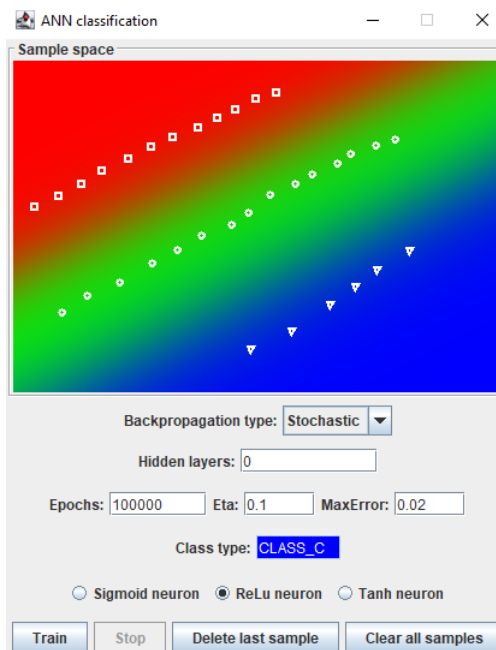 ANN classification
Sample space
Backpropagation type: Stochastic
Hidden layers: 0
Epochs: 100000 Eta: 0.1 MaxError: 0.02
Class type: CLASS_C
Sigmoid neuron ReLu neuron Tanh neuron
Train Stop Delete last sample Clear all samples